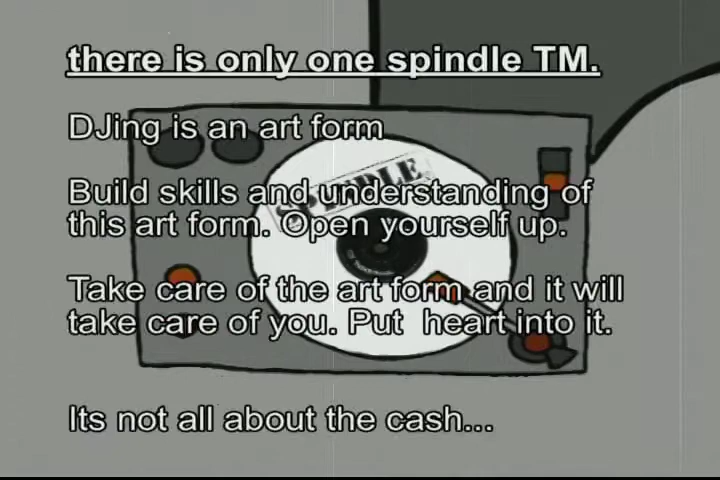 there is only one spindle TM.
DJing is an art form
SPINDLE
Build skills and understanding of
this art form. Open yourself up.
Take care of the art form and it will
take care of you. Put  heart into it.
Its not all about the cash...